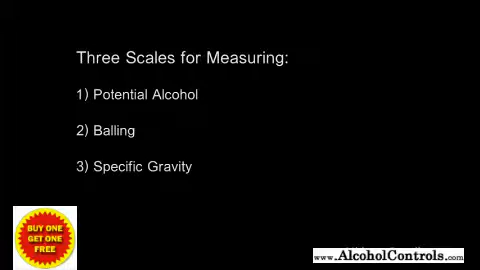 Three Scales for Measuring:
1) Potential Alcohol
2) Balling
3) Specific Gravity
BUY ONE
GET ONE
FREE
www.AlcoholControls.com